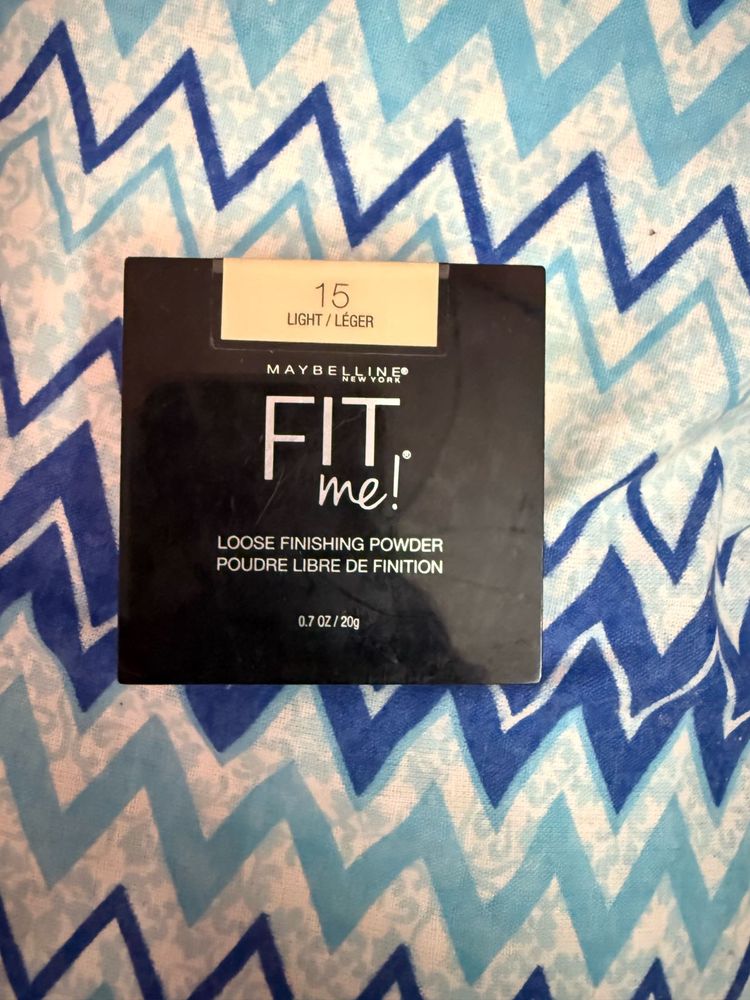 15
LIGHT / LÉGER
MAYBELLINE®
NEW YORK
FIT
me!®
LOOSE FINISHING POWDER
POUDRE LIBRE DE FINITION
0.7 OZ / 20g